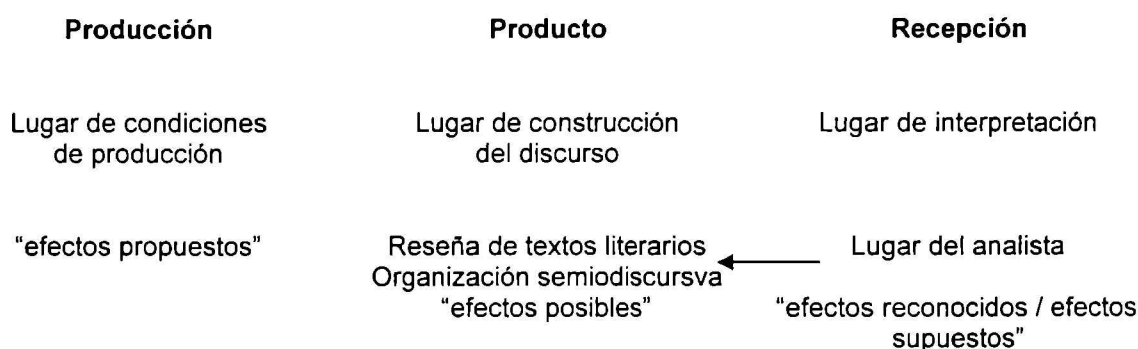 Producción Producto Recepción
Lugar de condiciones Lugar de construcción Lugar de interpretación
de producción del discurso
“efectos propuestos” Reseña de textos literarios Lugar del analista
Organización semiodiscursva
“efectos posibles” “efectos reconocidos / efectos
supuestos”